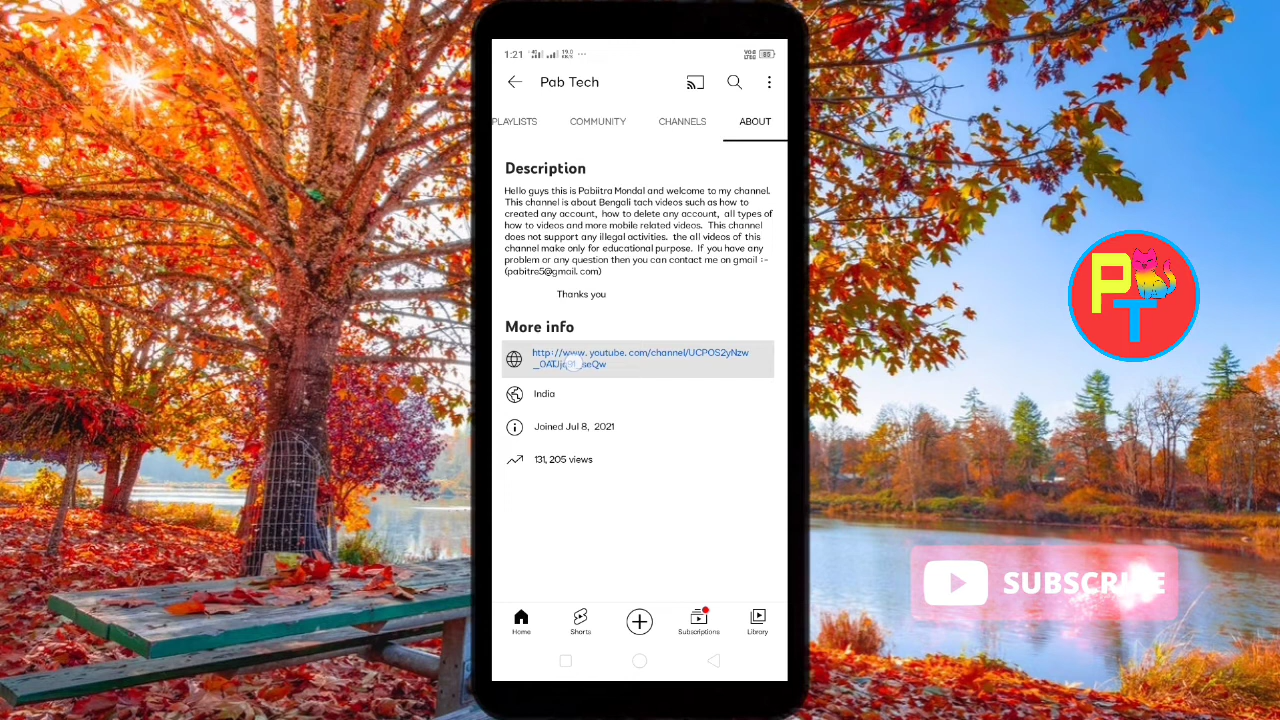 1:21
Pab Tech
PLAYLISTS COMMUNITY CHANNELS ABOUT
Description
Hello guys this is Pabiitra Mondal and welcome to my channel.
This channel is about Bengali tach videos such as how to
created any account, how to delete any account, all types of
how to videos and more mobile related videos. This channel
does not support any illegal activities. the all videos of this
channel make only for educational purpose. If you have any
problem or any question then you can contact me on gmail :-
(pabitre5@gmail. com)
Thanks you
More info
http://www. youtube. com/channel/UCPOS2yNzw
India
Joined Jul 8, 2021
131, 205 views
Home Shorts Subscriptions Library
PT
SUBSCRIBE